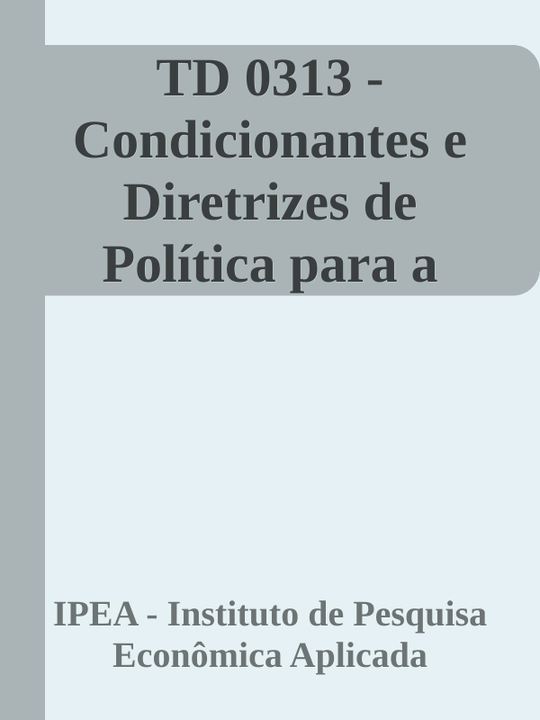 TD 0313 -
Condicionantes e
Diretrizes de
Política para a
IPEA - Instituto de Pesquisa
Econômica Aplicada